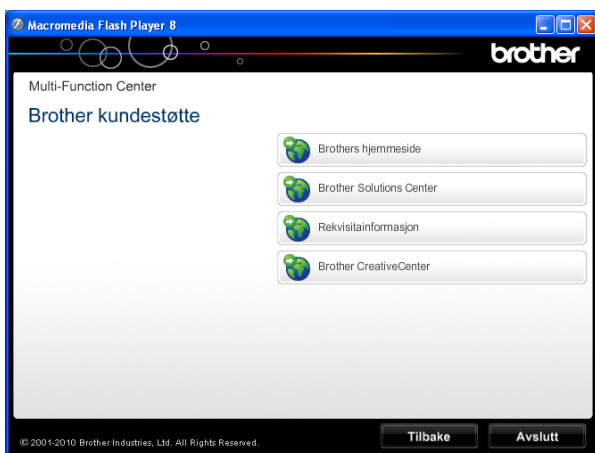 Macromedia Flash Player 8
brother
Multi-Function Center
Brother kundestøtte
Brothers hjemmeside
Brother Solutions Center
Rekvisitainformasjon
Brother CreativeCenter
© 2001-2010 Brother Industries, Ltd. All Rights Reserved.
Tilbake
Avslutt